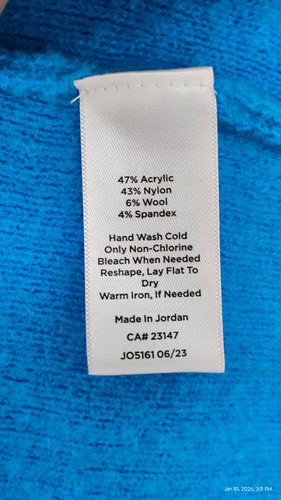 47% Acrylic
43% Nylon
6% Wool
4% Spandex
Hand Wash Cold
Only Non-Chlorine
Bleach When Needed
Reshape, Lay Flat To
Dry
Warm Iron, If Needed
Made In Jordan
CA# 23147
JO5161 06/23
Jan 10, 2026, 3:3 PM